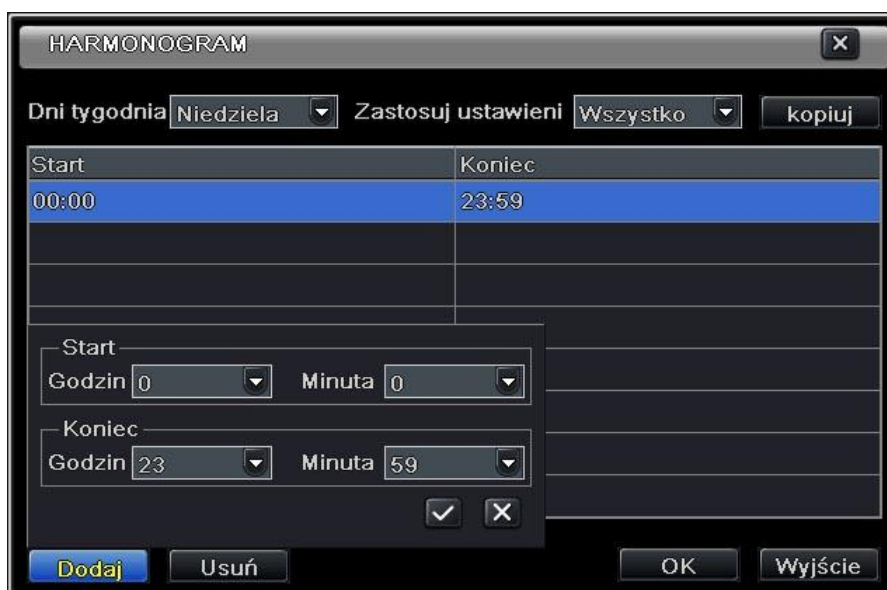 HARMONOGRAM
Dni tygodnia Niedziela Zastosuj ustawieni Wszystko kopiuj
Start Koniec
00:00 23:59
Start
Godzin 0 Minuta 0
Koniec
Godzin 23 Minuta 59
Dodaj Usuń OK Wyjście